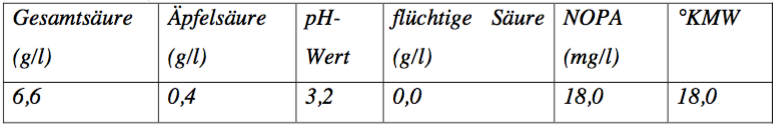 Gesamtsäure Äpfelsäure pH- flüchtige Säure NOPA °KMW
(g/l) (g/l) Wert (g/l) (mg/l)
6,6 0,4 3,2 0,0 18,0 18,0